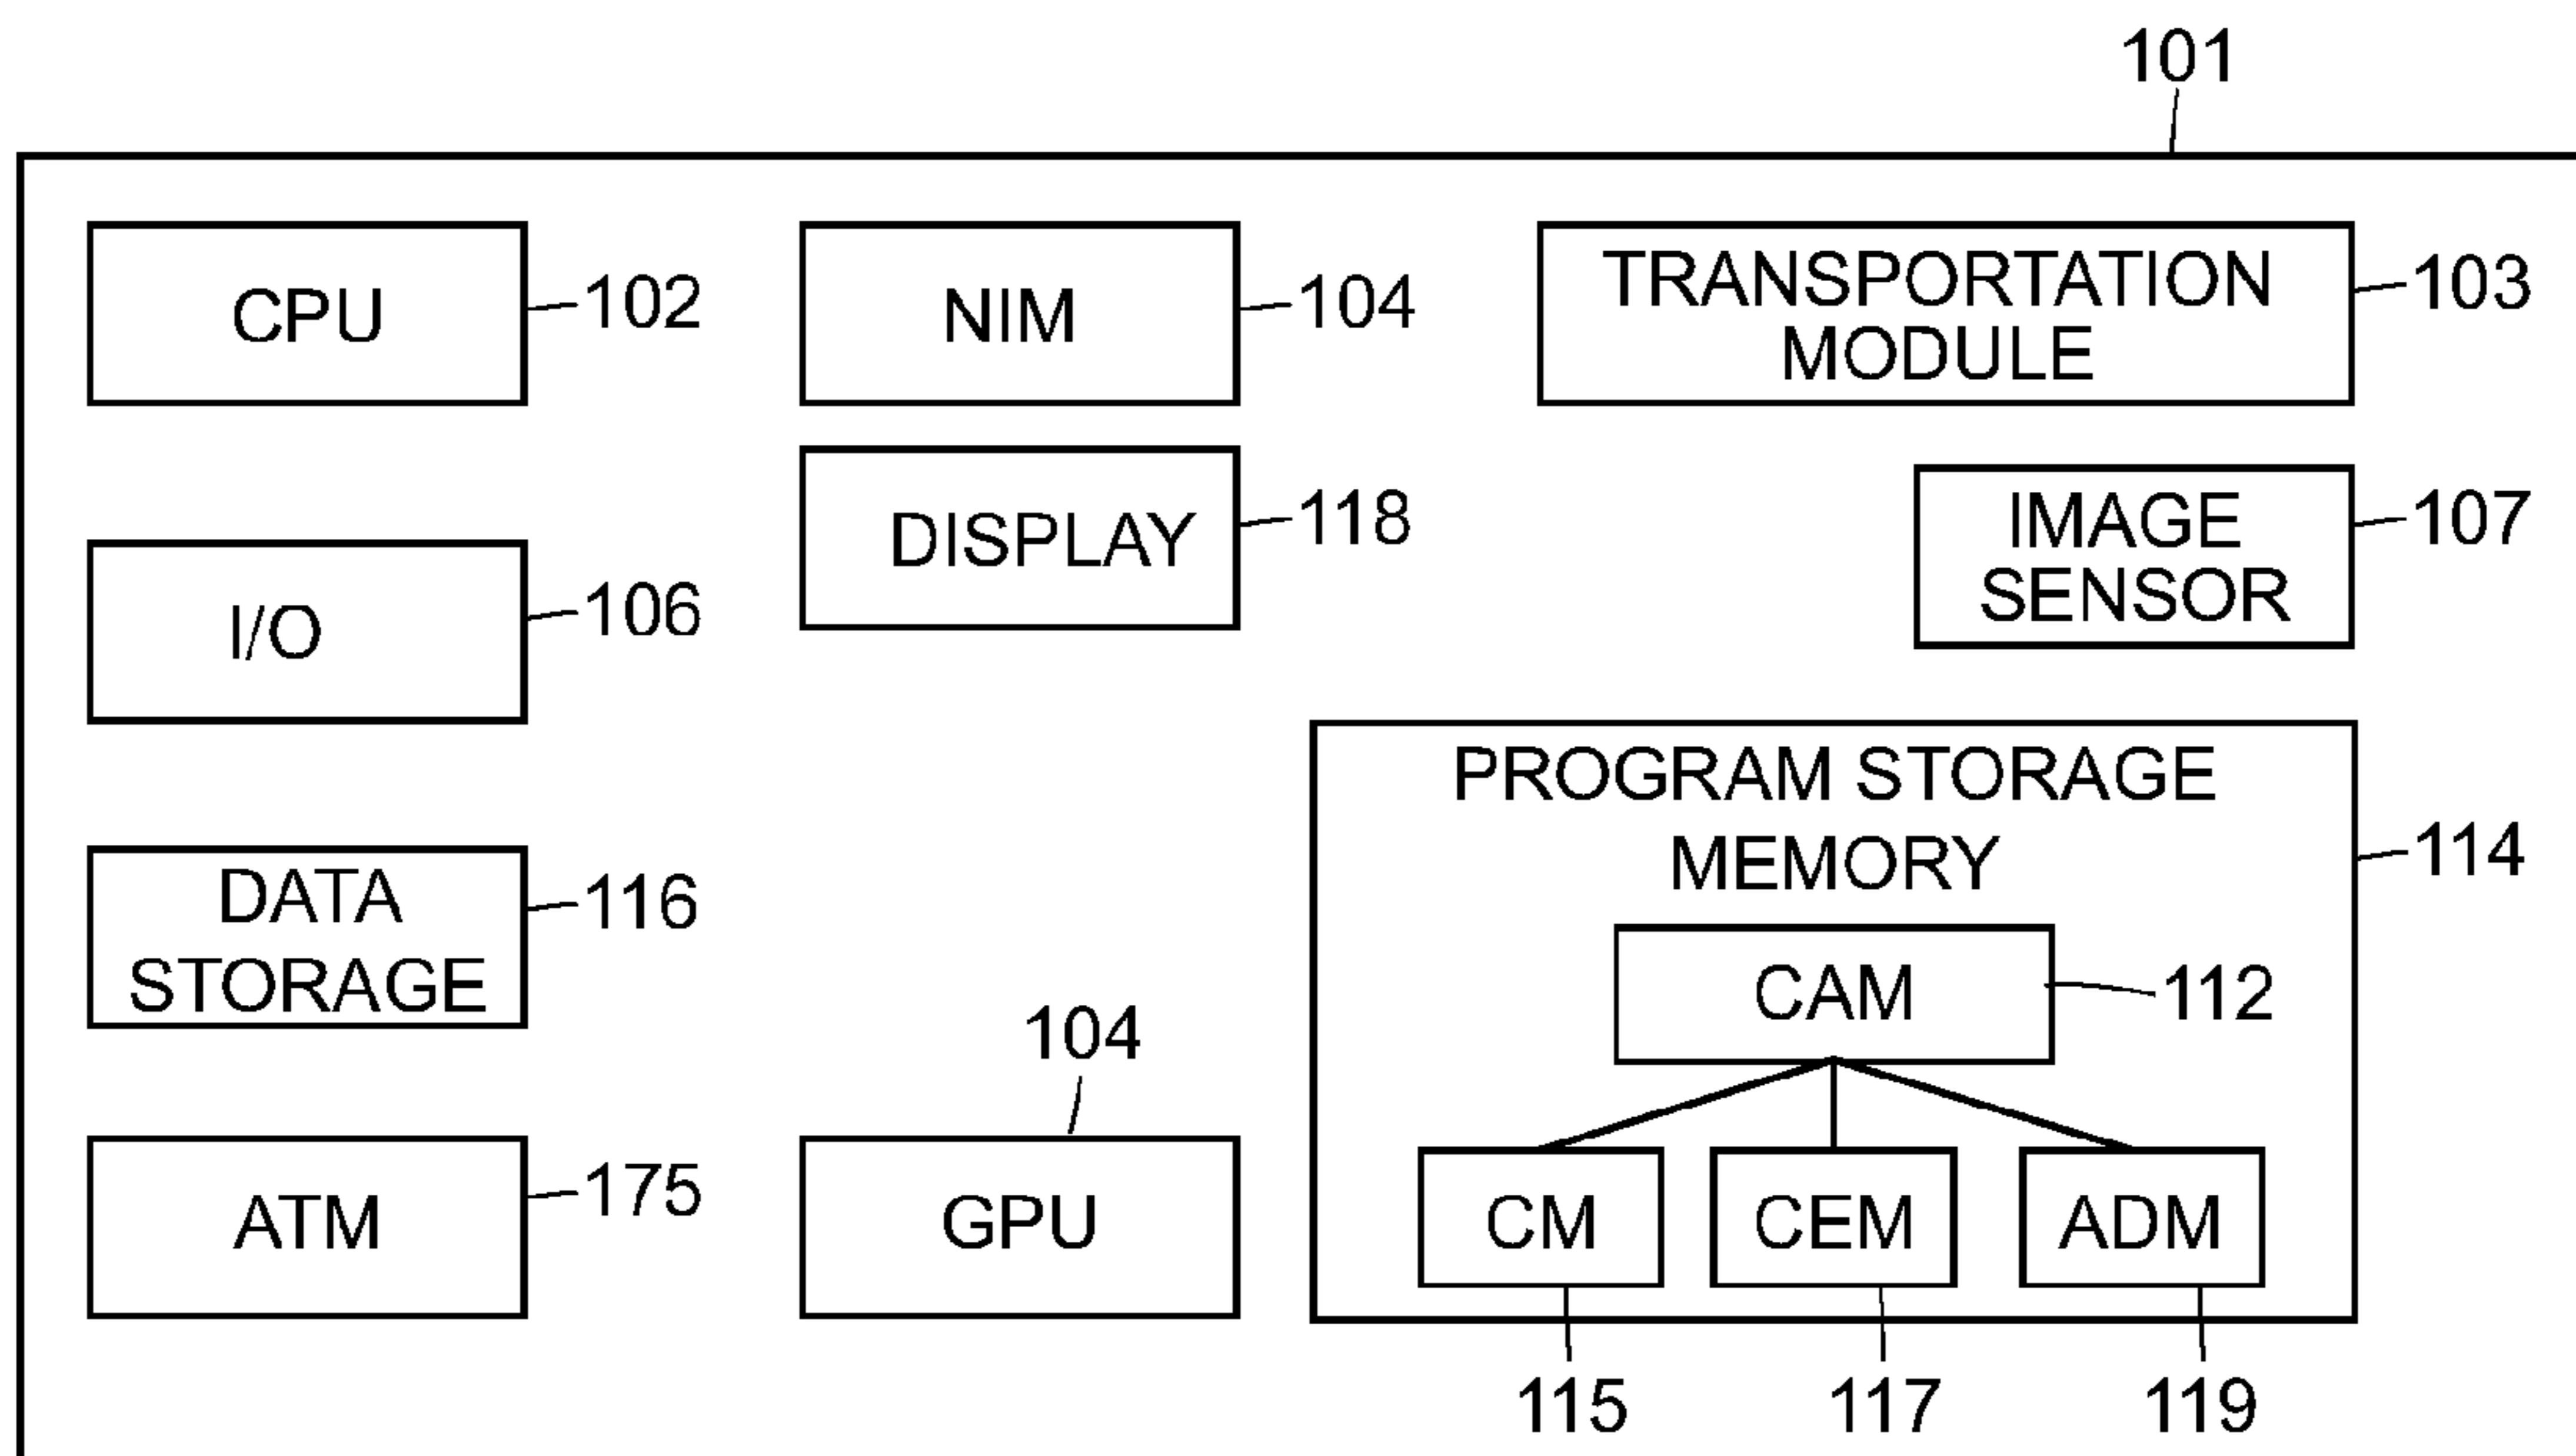 101
CPU
102
NIM
104
TRANSPORTATION
MODULE
103
DISPLAY
118
IMAGE
SENSOR
107
I/O
106
PROGRAM STORAGE
MEMORY
114
DATA
STORAGE
116
CAM
112
104
ATM
175
GPU
CM
CEM
ADM
115
117
119